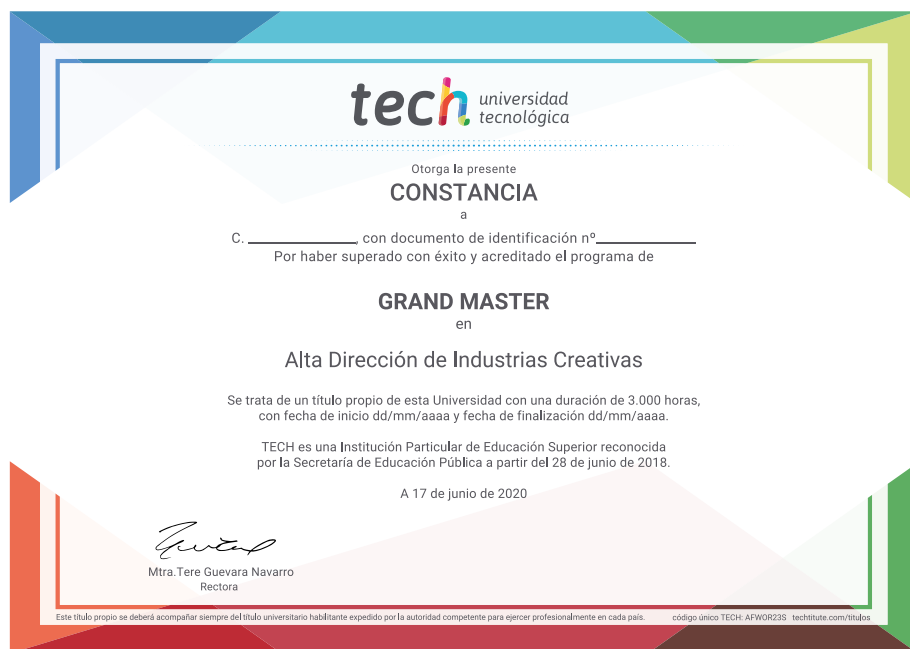 tech universidad
tecnológica
Otorga la presente
CONSTANCIA
a
C. ____________, con documento de identificación nº___________
Por haber superado con éxito y acreditado el programa de
GRAND MASTER
en
Alta Dirección de Industrias Creativas
Se trata de un título propio de esta Universidad con una duración de 3.000 horas,
con fecha de inicio dd/mm/aaaa y fecha de finalización dd/mm/aaaa.
TECH es una Institución Particular de Educación Superior reconocida
por la Secretaría de Educación Pública a partir del 28 de junio de 2018.
A 17 de junio de 2020
Mtra.Tere Guevara Navarro
Rectora
Este título propio se deberá acompañar siempre del título universitario habilitante expedido por la autoridad competente para ejercer profesionalmente en cada país. código único TECH: AFWOR23S techtitute.com/titulos